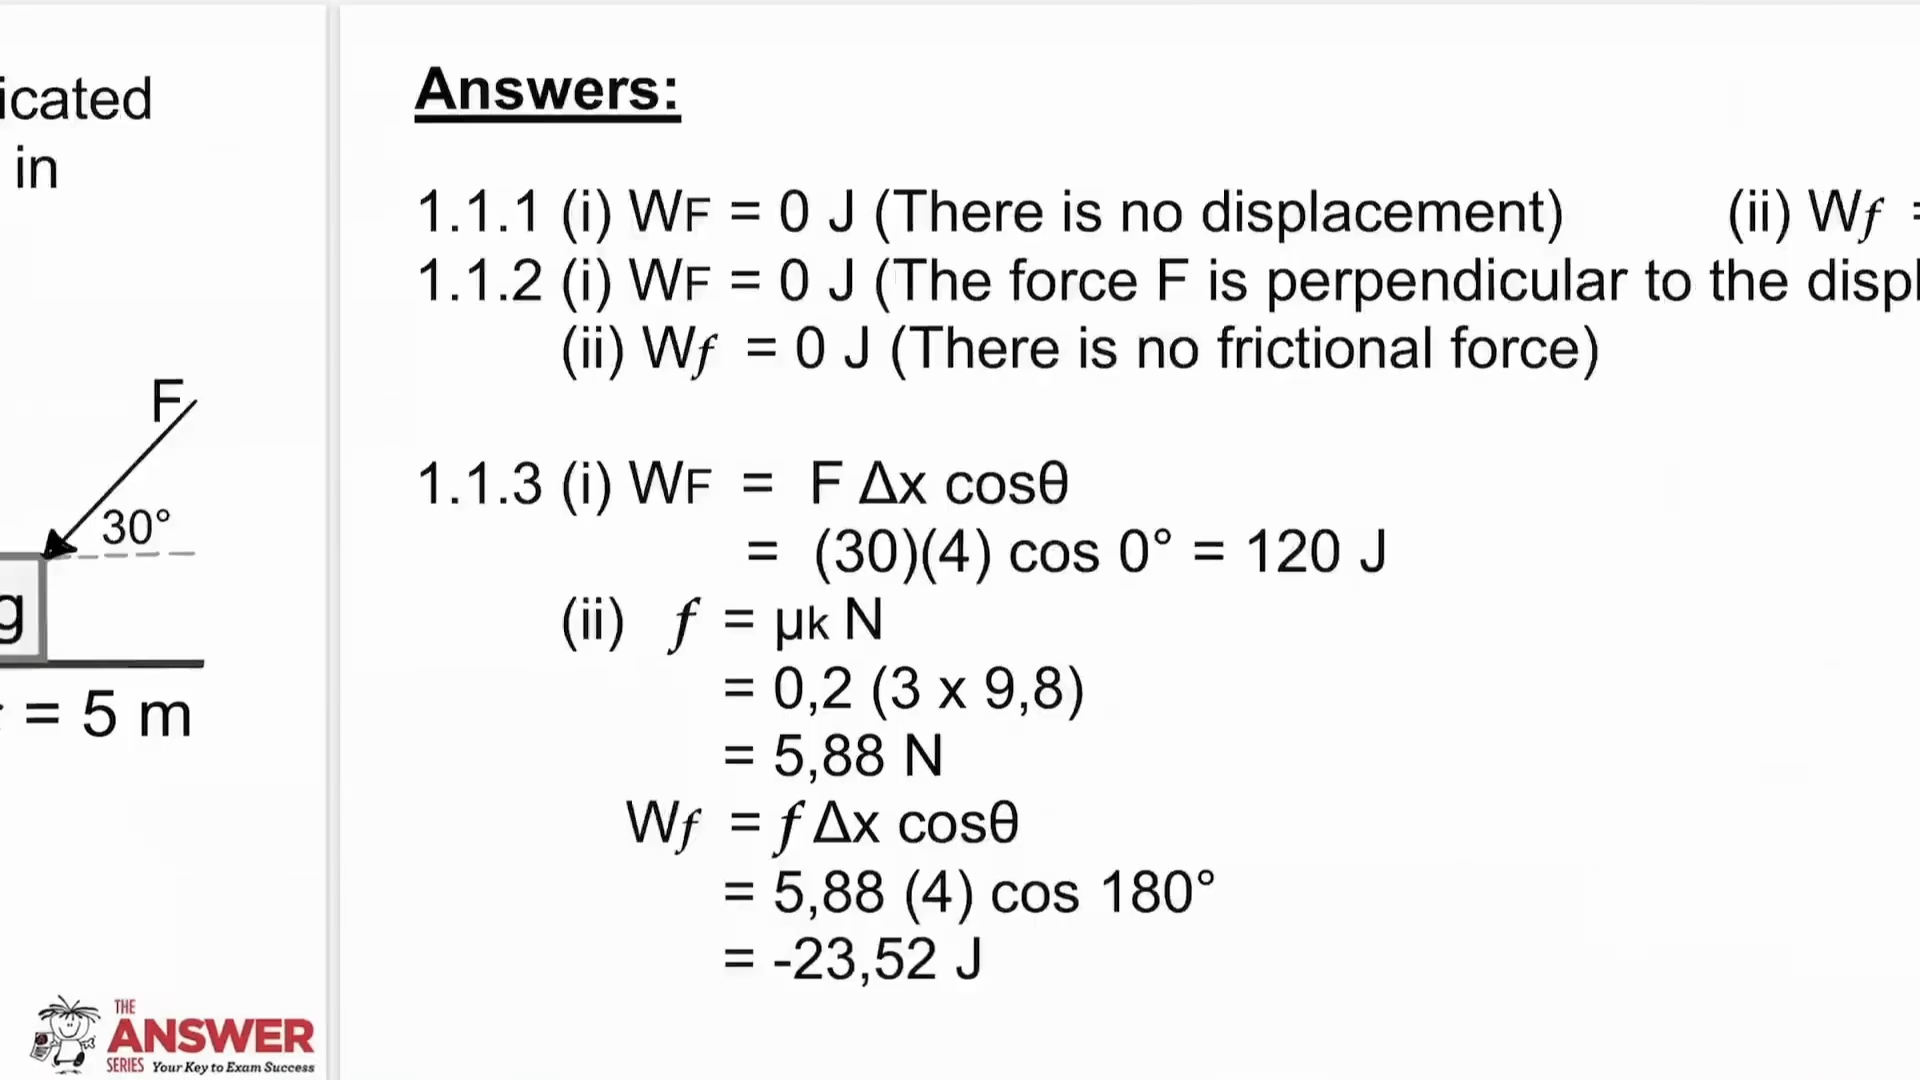 icated
in
F
30°
g
= 5 m
THE
ANSWER
SERIES Your Key to Exam Success
Answers:
1.1.1 (i) WF = 0 J (There is no displacement) (ii) Wf =
1.1.2 (i) WF = 0 J (The force F is perpendicular to the displ
(ii) Wf = 0 J (There is no frictional force)
1.1.3 (i) WF = F Δx cosθ
= (30)(4) cos 0° = 120 J
(ii) f = μk N
= 0,2 (3 x 9,8)
= 5,88 N
Wf = f Δx cosθ
= 5,88 (4) cos 180°
= -23,52 J